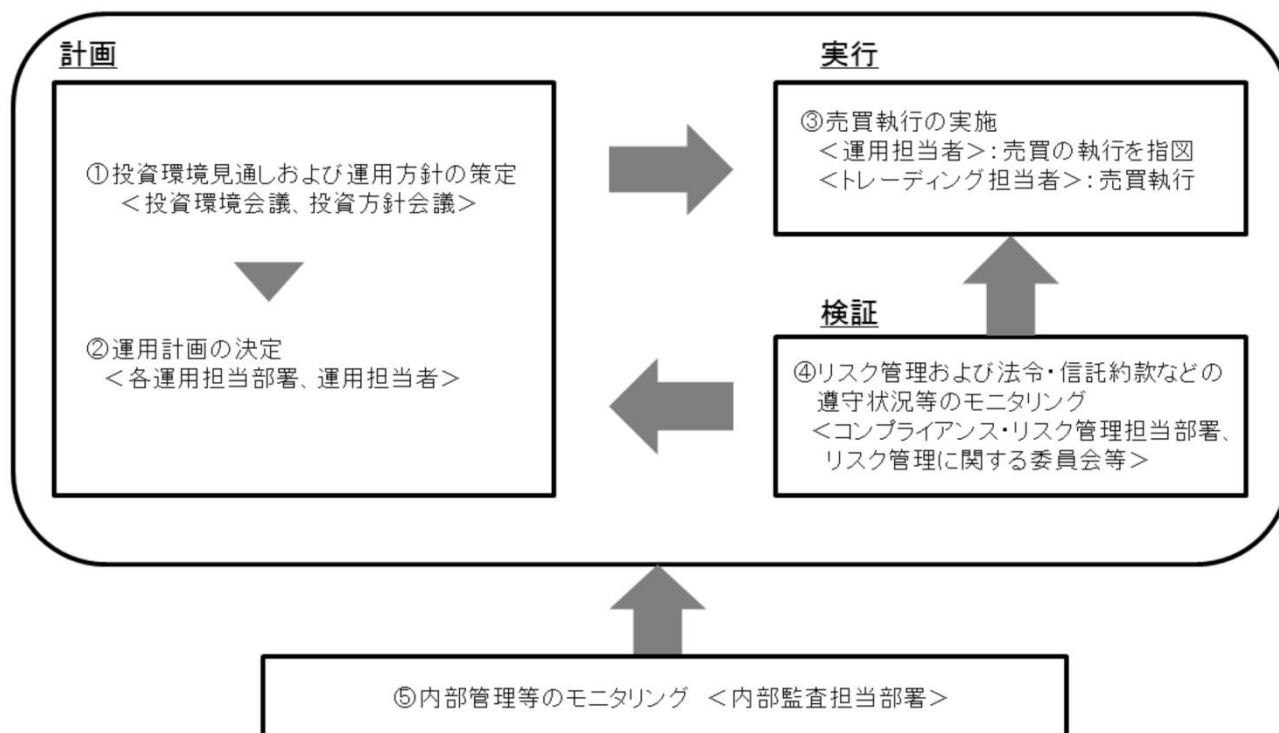 計画
①投資環境見通しおよび運用方針の策定
＜投資環境会議、投資方針会議＞
②運用計画の決定
＜各運用担当部署、運用担当者＞
実行
③売買執行の実施
＜運用担当者＞：売買の執行を指図
＜トレーディング担当者＞：売買執行
検証
④リスク管理および法令・信託約款などの
遵守状況等のモニタリング
＜コンプライアンス・リスク管理担当部署、
リスク管理に関する委員会等＞
⑤内部管理等のモニタリング ＜内部監査担当部署＞